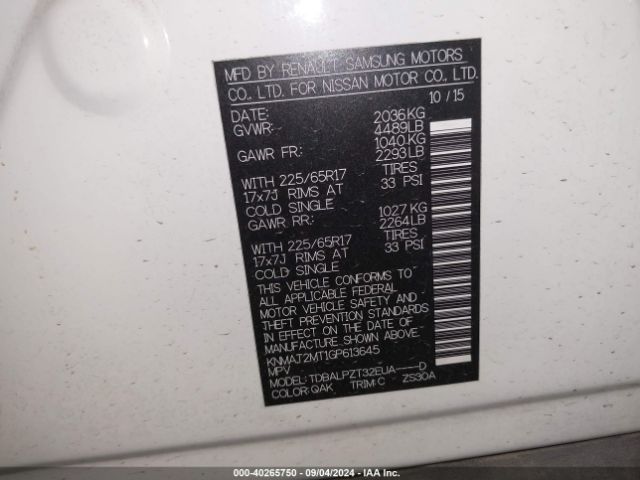 MFD BY RENAULT SAMSUNG MOTORS
CO., LTD. FOR NISSAN MOTOR CO., LTD.
10 / 15
DATE:
GVWR: 2036KG
4489LB
GAWR FR: 1040KG
2293LB
WITH 225/65R17 TIRES
17x7J RIMS AT 33 PSI
COLD SINGLE
GAWR RR: 1027KG
2264LB
WITH 225/65R17 TIRES
17x7J RIMS AT 33 PSI
COLD SINGLE
THIS VEHICLE CONFORMS TO
ALL APPLICABLE FEDERAL
MOTOR VEHICLE SAFETY AND
THEFT PREVENTION STANDARDS
IN EFFECT ON THE DATE OF
MANUFACTURE SHOWN ABOVE.
KNMAJ2MT1GP613645
MPV
MODEL: TDBALPZT32EUA----D
COLOR: QAK TRIM: C ZS30A
000-40265750 - 09/04/2024 - IAA Inc.